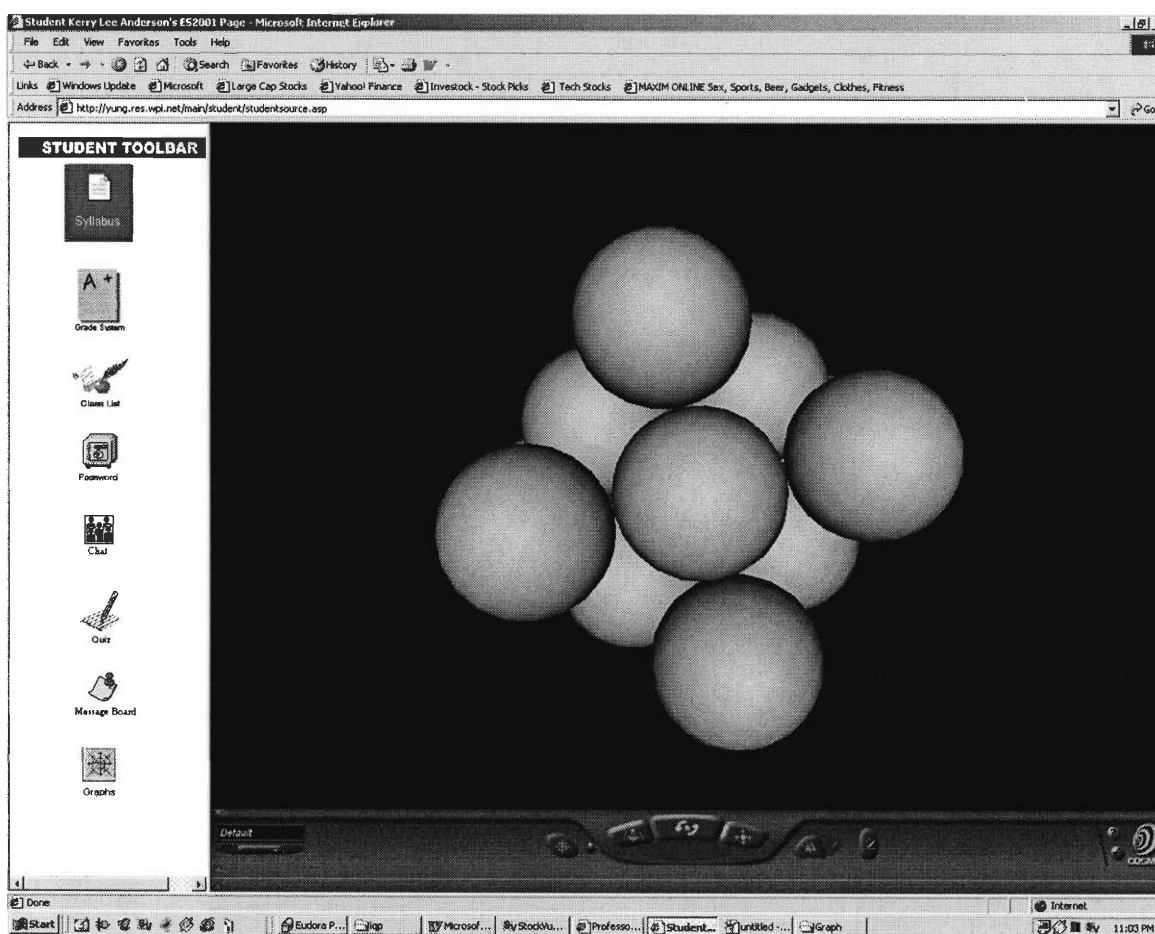 Student Kerry Lee Anderson's ES2001 Page - Microsoft Internet Explorer
File Edit View Favorites Tools Help
Back Search Favorites History
Links Windows Update Microsoft Large Cap Stocks Yahoo! Finance Investock - Stock Picks Tech Stocks MAXIM ONLINE Sex, Sports, Beer, Gadgets, Clothes, Fitness
Address http://yung.res.wpi.net/main/student/studentsource.asp Go
STUDENT TOOLBAR
Syllabus
A+
Grade System
Class List
Password
Chat
Quiz
Message Board
Graphs
Default
COSM
Done Internet
Start Eudora P... iqp Microsof... StockVu... Professo... Student... untitled -... Graph 11:03 PM